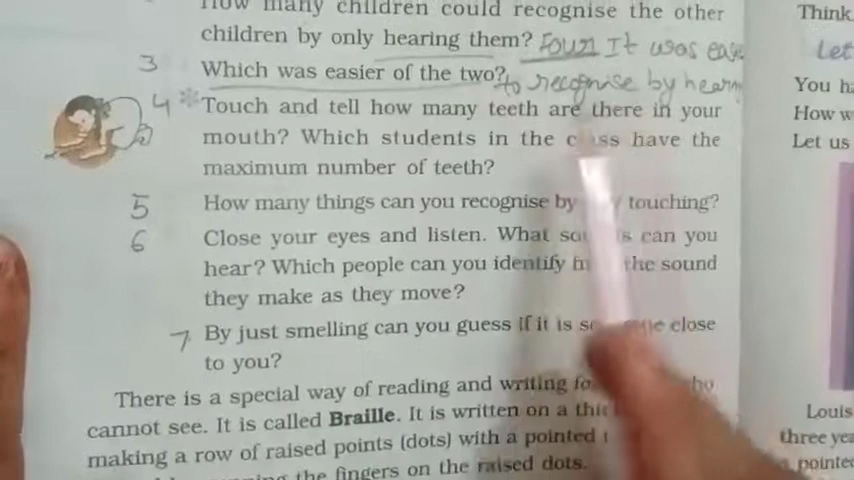 How many children could recognise the other
children by only hearing them? Four It was
3 Which was easier of the two? to recognise by
4 *Touch and tell how many teeth are there in your
mouth? Which students in the class have the
maximum number of teeth?
5 How many things can you recognise by touching?
6 Close your eyes and listen. What can you
hear? Which people can you identify the sound
they make as they move?
7 By just smelling can you guess if it is close
to you?
There is a special way of reading and writing
cannot see. It is called Braille. It is written on a
making a row of raised points (dots) with a pointed
the fingers on the raised dots.
Think
Let
You
How
Let us
Louis
three
pointed